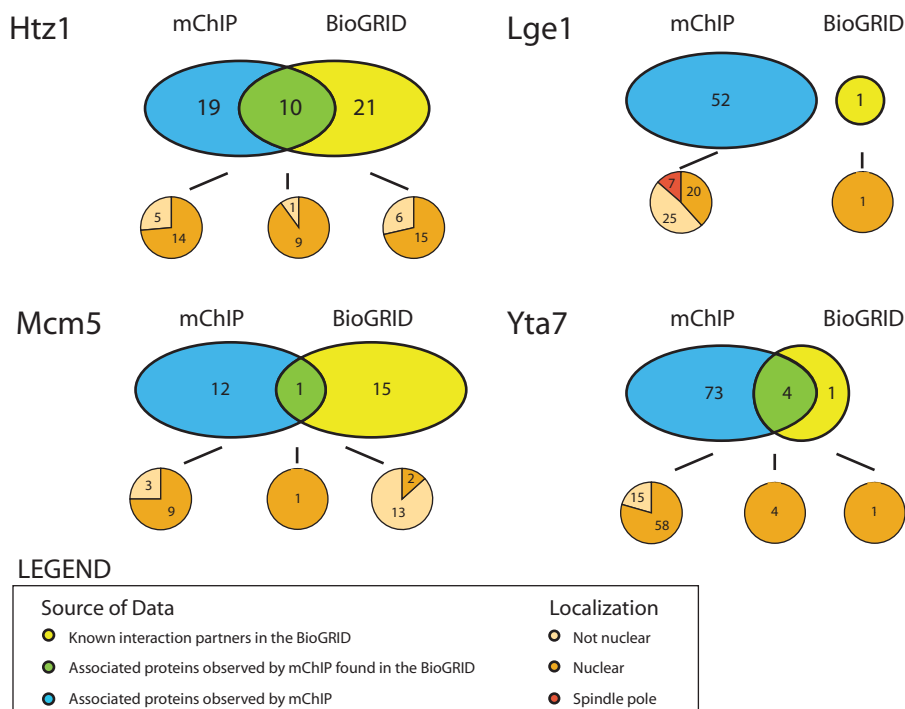 Htz1
mChIP
BioGRID
19
10
21
5
14
1
9
6
15
Lge1
mChIP
BioGRID
52
1
7
20
25
1
Mcm5
mChIP
BioGRID
12
1
15
3
9
1
2
13
Yta7
mChIP
BioGRID
73
4
1
15
58
4
1
LEGEND
Source of Data
Known interaction partners in the BioGRID
Associated proteins observed by mChIP found in the BioGRID
Associated proteins observed by mChIP
Localization
Not nuclear
Nuclear
Spindle pole